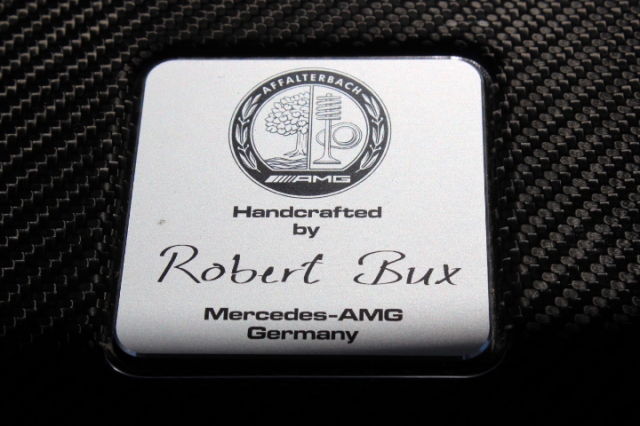 AFFALTERBACH
AMG
Handcrafted
by
Robert Bux
Mercedes-AMG
Germany